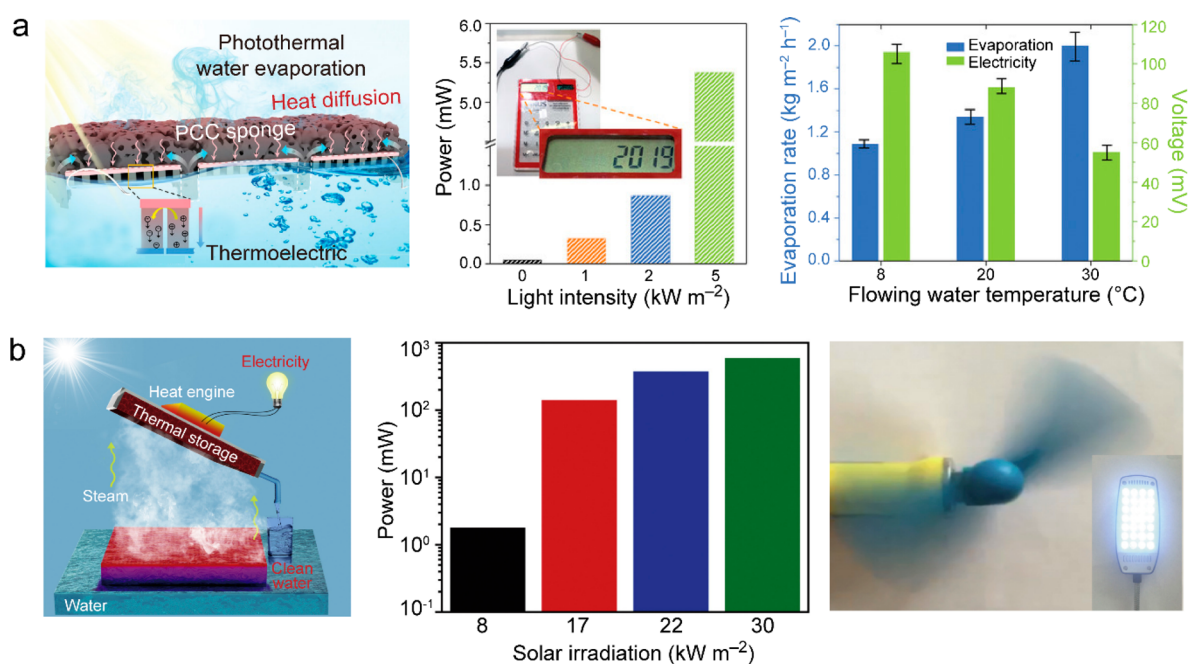 a
Photothermal
water evaporation
Heat diffusion
PCC sponge
Thermoelectric
Power (mW)
6.0
5.5
5.0
1.0
0.5
0.0
2019
0
1
2
5
Light intensity (kW m⁻²)
Evaporation rate (kg m⁻² h⁻¹)
2.0
1.6
1.2
0.8
0.4
0.0
Evaporation
Electricity
120
100
80
60
40
20
0
Voltage
(mV)
8
20
30
Flowing water temperature (°C)
b
Electricity
Heat engine
Thermal storage
Steam
Clean
water
Water
Power (mW)
10³
10²
10¹
10⁰
10⁻¹
8
17
22
30
Solar irradiation (kW m⁻²)